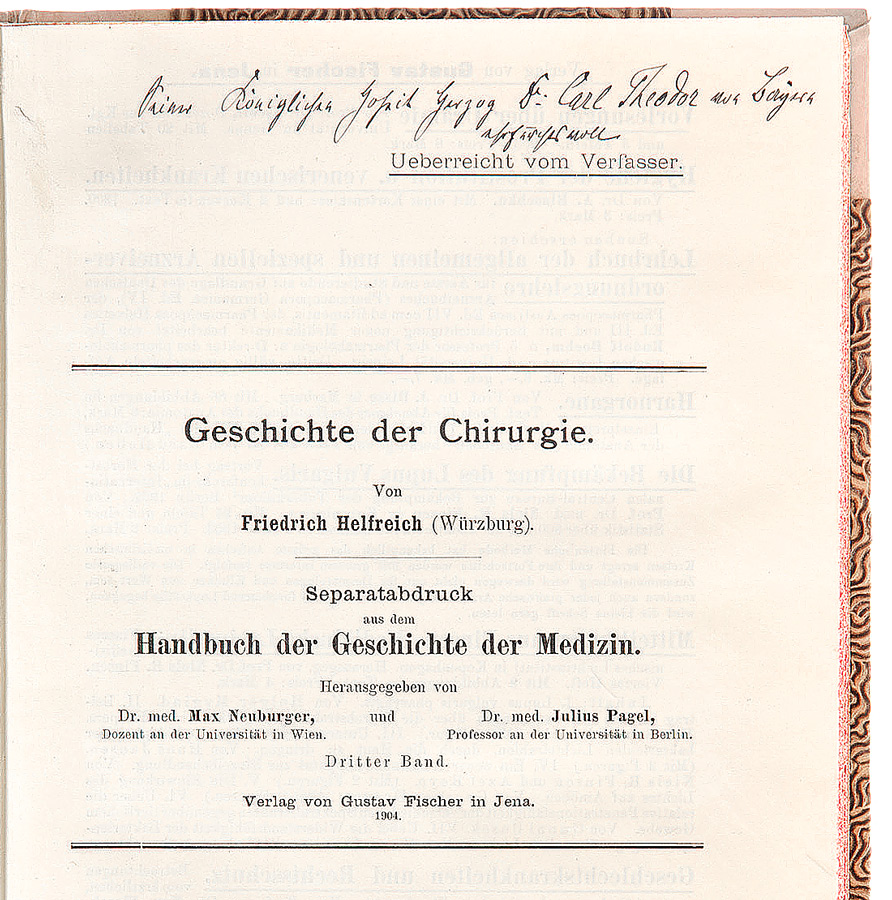 Seiner Königlichen Hoheit Herzog Dr. Carl Theodor von Bayern
ehrfurchtsvoll
Ueberreicht vom Verfasser.
Geschichte der Chirurgie.
Von
Friedrich Helfreich (Würzburg).
Separatabdruck
aus dem
Handbuch der Geschichte der Medizin.
Herausgegeben von
Dr. med. Max Neuburger, und Dr. med. Julius Pagel,
Dozent an der Universität in Wien. Professor an der Universität in Berlin.
Dritter Band.
Verlag von Gustav Fischer in Jena.
1904.